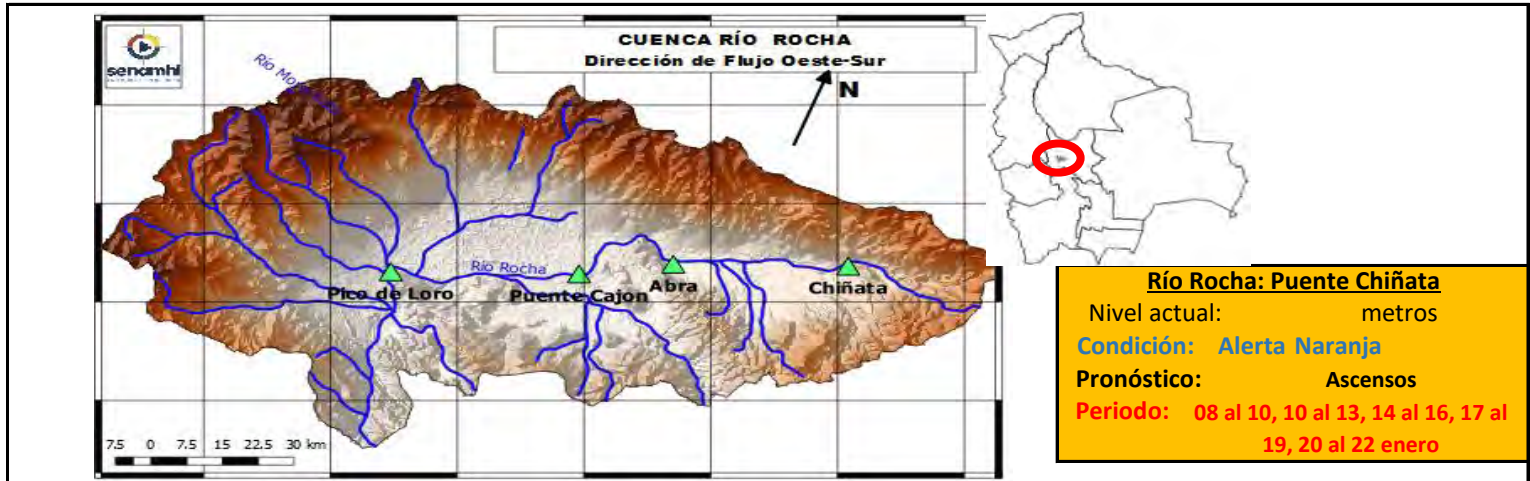 senamhi
CUENCA RÍO ROCHA
Dirección de Flujo Oeste-Sur
N
Río Rocha
Pico de Loro
Puente Cajón
Abra
Chiñata
7.5 0 7.5 15 22.5 30 km
Río Rocha: Puente Chiñata
Nivel actual: metros
Condición: Alerta Naranja
Pronóstico: Ascensos
Periodo: 08 al 10, 10 al 13, 14 al 16, 17 al
19, 20 al 22 enero